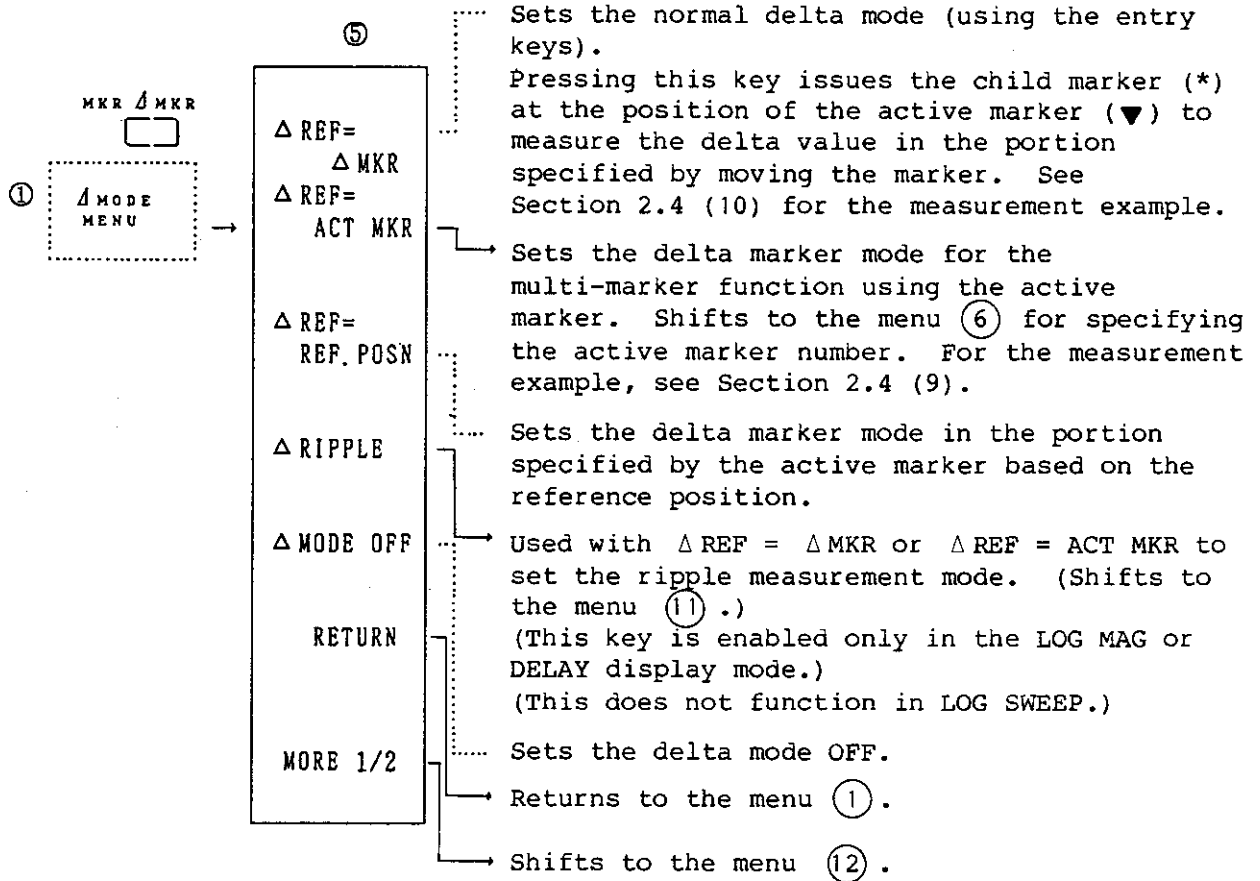 MKR ΔMKR
① ΔMODE
MENU
⑤
ΔREF=
ΔMKR
ΔREF=
ACT MKR
ΔREF=
REF. POSN
ΔRIPPLE
ΔMODE OFF
RETURN
MORE 1/2
Sets the normal delta mode (using the entry
keys).
Pressing this key issues the child marker (*)
at the position of the active marker (▼) to
measure the delta value in the portion
specified by moving the marker. See
Section 2.4 (10) for the measurement example.
Sets the delta marker mode for the
multi-marker function using the active
marker. Shifts to the menu ⑥ for specifying
the active marker number. For the measurement
example, see Section 2.4 (9).
Sets the delta marker mode in the portion
specified by the active marker based on the
reference position.
Used with ΔREF = ΔMKR or ΔREF = ACT MKR to
set the ripple measurement mode. (Shifts to
the menu ⑪.)
(This key is enabled only in the LOG MAG or
DELAY display mode.)
(This does not function in LOG SWEEP.)
Sets the delta mode OFF.
Returns to the menu ①.
Shifts to the menu ⑫.